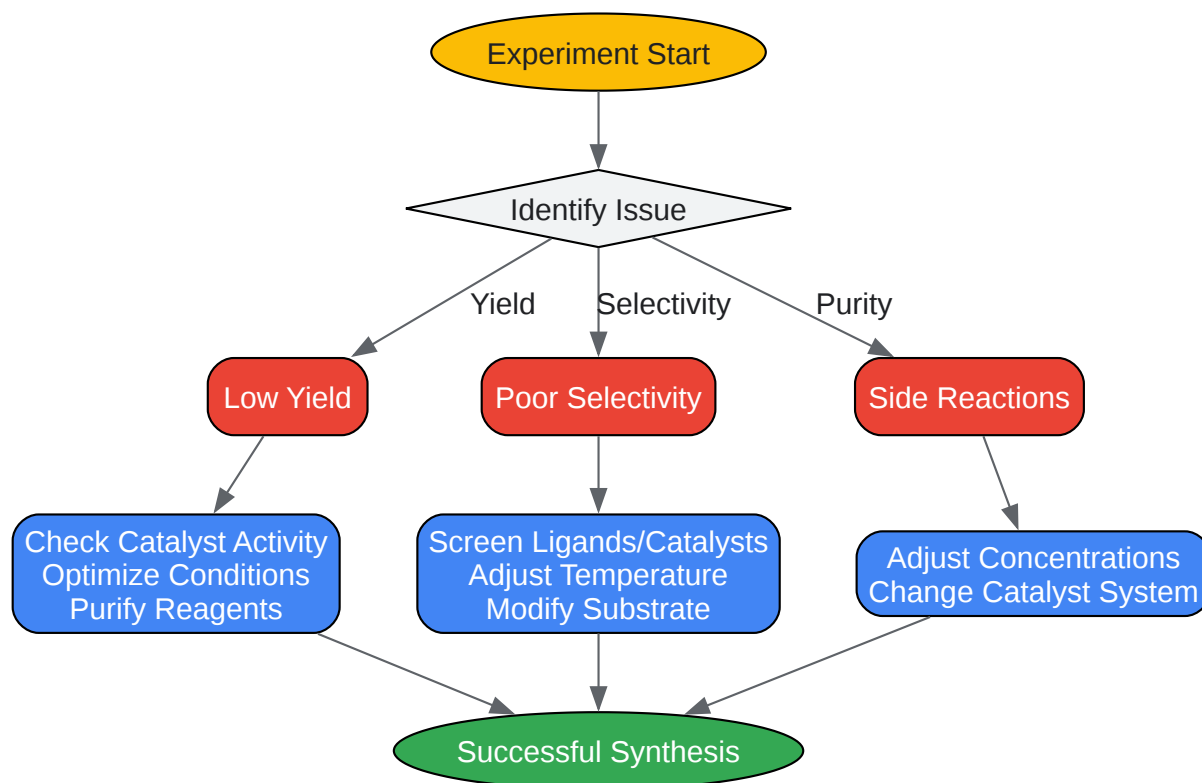 Experiment Start
Identify Issue
Yield
Selectivity
Purity
Low Yield
Poor Selectivity
Side Reactions
Check Catalyst Activity
Optimize Conditions
Purify Reagents
Screen Ligands/Catalysts
Adjust Temperature
Modify Substrate
Adjust Concentrations
Change Catalyst System
Successful Synthesis